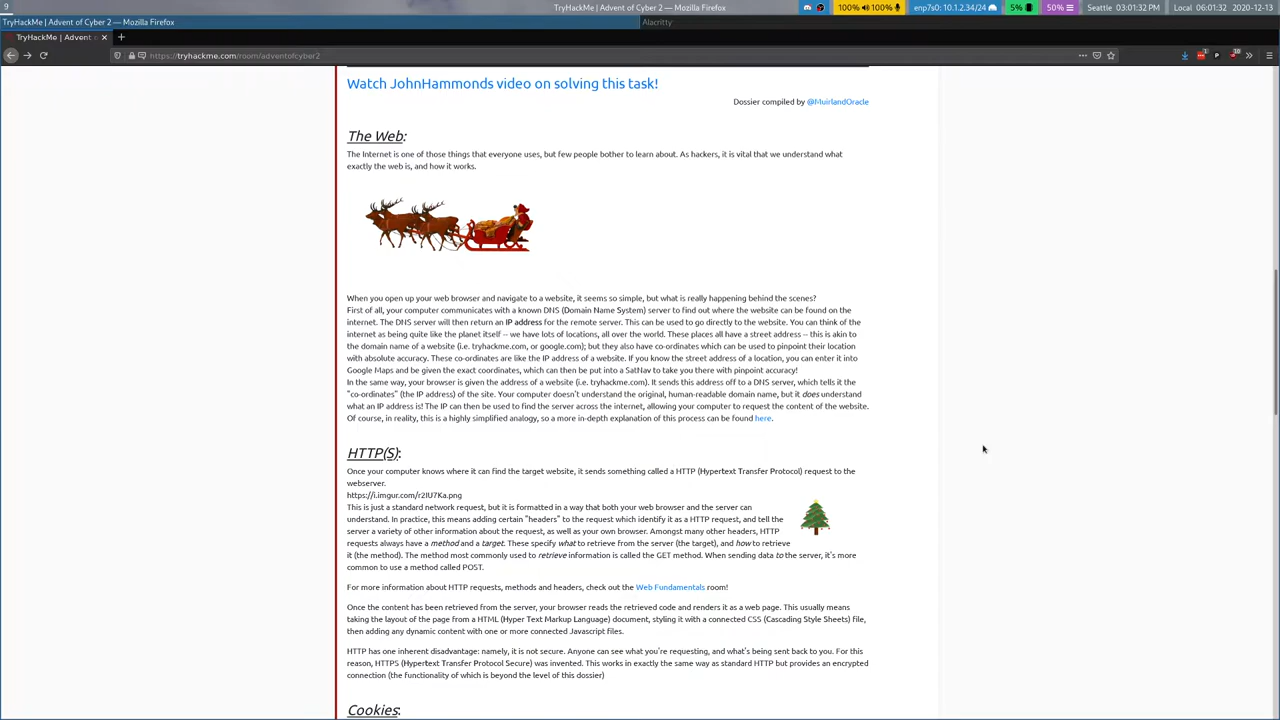 9
TryHackMe | Advent of Cyber 2 — Mozilla Firefox
100% 100%
enp7s0: 10.1.2.34/24
5%
50%
Seattle 03:01:32 PM
Local 06:01:32 2020-12-13
TryHackMe | Advent of Cyber 2 — Mozilla Firefox
Alacritty
TryHackMe | Advent
https://tryhackme.com/room/adventofcyber2
Watch JohnHammonds video on solving this task!
Dossier compiled by @MuirlandOracle
The Web:
The Internet is one of those things that everyone uses, but few people bother to learn about. As hackers, it is vital that we understand what
exactly the web is, and how it works.
When you open up your web browser and navigate to a website, it seems so simple, but what is really happening behind the scenes?
First of all, your computer communicates with a known DNS (Domain Name System) server to find out where the website can be found on the
internet. The DNS server will then return an IP address for the remote server. This can be used to go directly to the website. You can think of the
internet as being quite like the planet itself -- we have lots of locations, all over the world. These places all have a street address -- this is akin to
the domain name of a website (i.e. tryhackme.com, or google.com); but they also have co-ordinates which can be used to pinpoint their location
with absolute accuracy. These co-ordinates are like the IP address of a website. If you know the street address of a location, you can enter it into
Google Maps and be given the exact coordinates, which can then be put into a SatNav to take you there with pinpoint accuracy!
In the same way, your browser is given the address of a website (i.e. tryhackme.com). It sends this address off to a DNS server, which tells it the
"co-ordinates" (the IP address) of the site. Your computer doesn't understand the original, human-readable domain name, but it does understand
what an IP address is! The IP can then be used to find the server across the internet, allowing your computer to request the content of the website.
Of course, in reality, this is a highly simplified analogy, so a more in-depth explanation of this process can be found here.
HTTP(S):
Once your computer knows where it can find the target website, it sends something called a HTTP (Hypertext Transfer Protocol) request to the
webserver.
https://i.imgur.com/r2IU7Ka.png
This is just a standard network request, but it is formatted in a way that both your web browser and the server can
understand. In practice, this means adding certain "headers" to the request which identify it as a HTTP request, and tell the
server a variety of other information about the request, as well as your own browser. Amongst many other headers, HTTP
requests always have a method and a target. These specify what to retrieve from the server (the target), and how to retrieve
it (the method). The method most commonly used to retrieve information is called the GET method. When sending data to the server, it's more
common to use a method called POST.
For more information about HTTP requests, methods and headers, check out the Web Fundamentals room!
Once the content has been retrieved from the server, your browser reads the retrieved code and renders it as a web page. This usually means
taking the layout of the page from a HTML (Hyper Text Markup Language) document, styling it with a connected CSS (Cascading Style Sheets) file,
then adding any dynamic content with one or more connected Javascript files.
HTTP has one inherent disadvantage: namely, it is not secure. Anyone can see what you're requesting, and what's being sent back to you. For this
reason, HTTPS (Hypertext Transfer Protocol Secure) was invented. This works in exactly the same way as standard HTTP but provides an encrypted
connection (the functionality of which is beyond the level of this dossier)
Cookies: